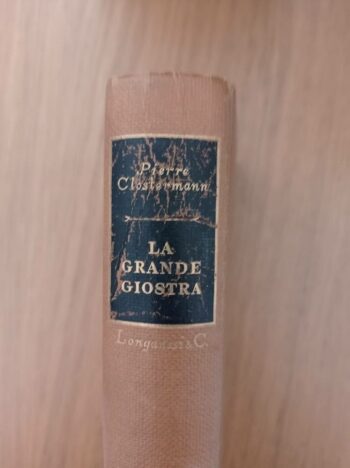 Pierre
Clostermann
LA
GRANDE
GIOSTRA
Longanesi & C.